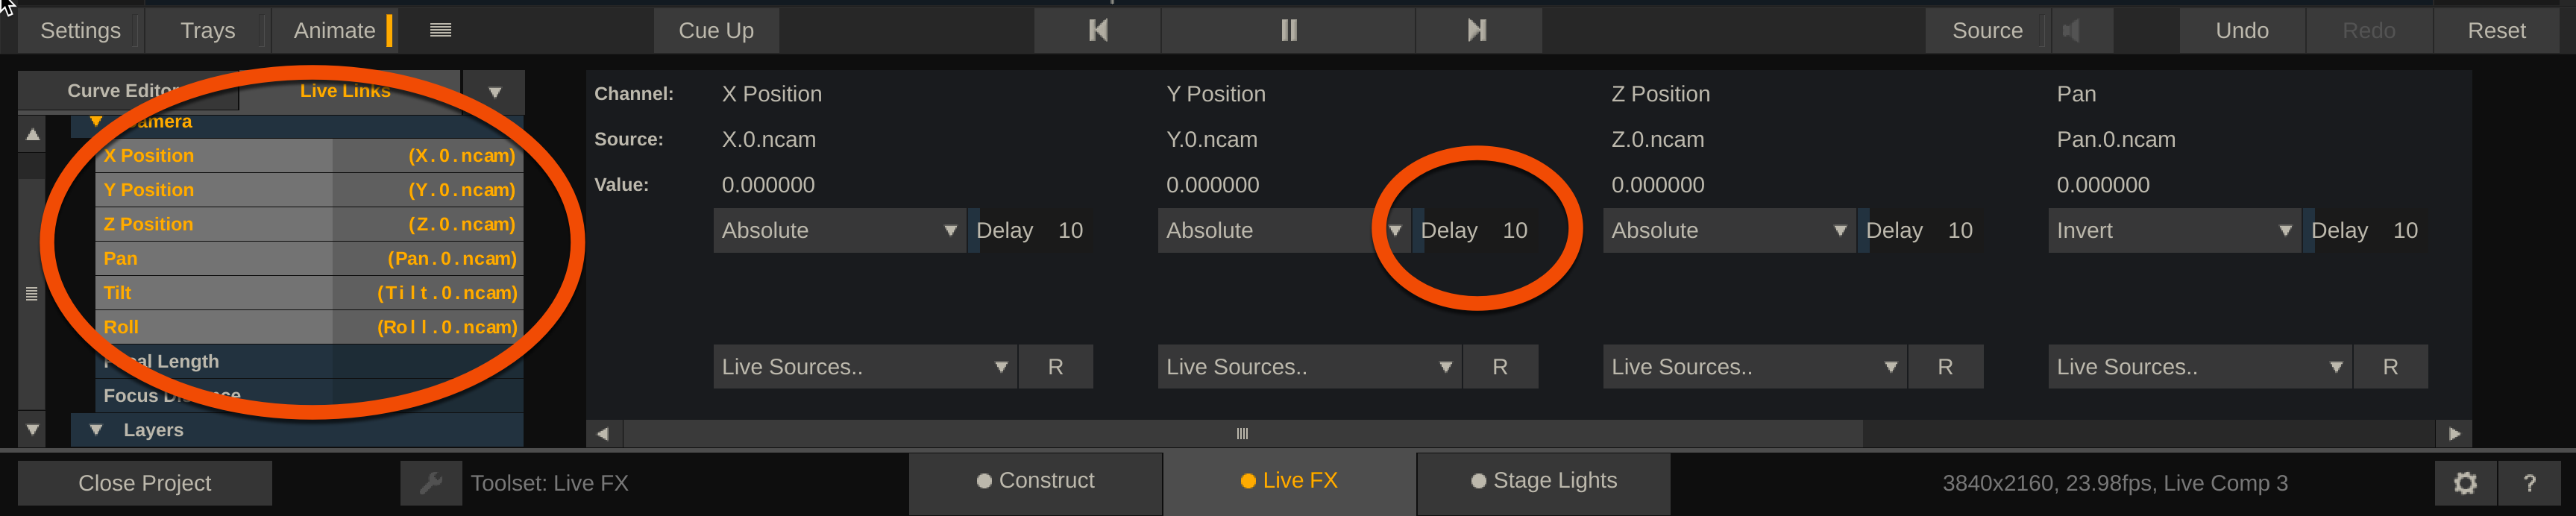 Settings Trays Animate Cue Up Source Undo Redo Reset
Curve Editor Live Links
Camera
X Position (X.0.ncam)
Y Position (Y.0.ncam)
Z Position (Z.0.ncam)
Pan (Pan.0.ncam)
Tilt (Tilt.0.ncam)
Roll (Roll.0.ncam)
Focal Length
Focus Distance
Layers
Channel: X Position Y Position Z Position Pan
Source: X.0.ncam Y.0.ncam Z.0.ncam Pan.0.ncam
Value: 0.000000 0.000000 0.000000 0.000000
Absolute Delay 10 Absolute Delay 10 Absolute Delay 10 Invert Delay 10
Live Sources.. R Live Sources.. R Live Sources.. R Live Sources.. R
Close Project Toolset: Live FX Construct Live FX Stage Lights 3840x2160, 23.98fps, Live Comp 3 ?